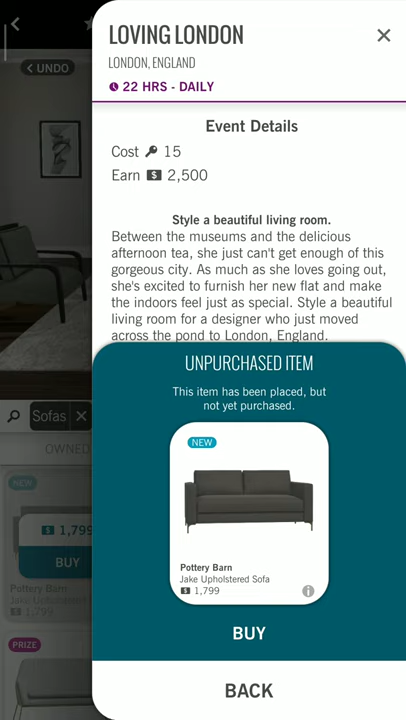 LOVING LONDON
LONDON, ENGLAND
22 HRS - DAILY
< UNDO
Event Details
Cost 15
Earn 2,500
Style a beautiful living room.
Between the museums and the delicious
afternoon tea, she just can't get enough of this
gorgeous city. As much as she loves going out,
she's excited to furnish her new flat and make
the indoors feel just as special. Style a beautiful
living room for a designer who just moved
across the pond to London, England.
UNPURCHASED ITEM
This item has been placed, but
not yet purchased.
NEW
Pottery Barn
Jake Upholstered Sofa
1,799
BUY
BACK
Sofas
OWNED
NEW
1,799
BUY
Pottery Barn
Jake Upholstered
1,799
PRIZE